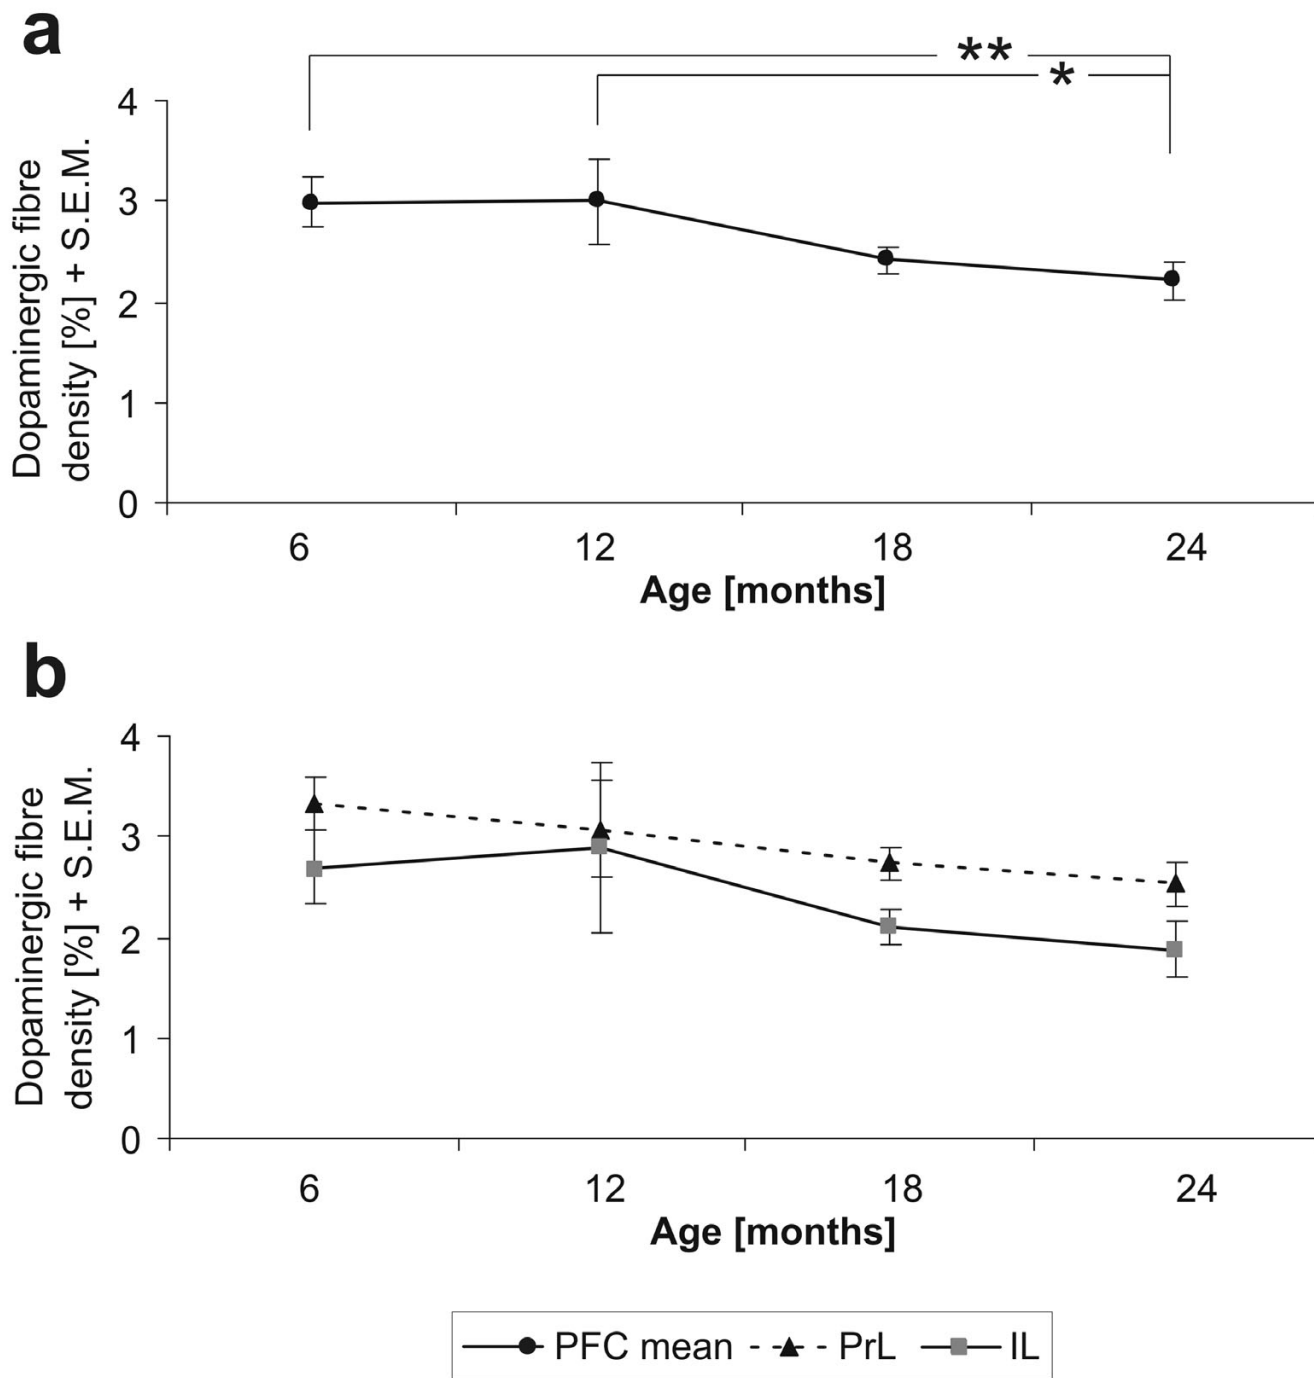 a
**
*
4
3
2
1
0
Dopaminergic fibre
density [%] + S.E.M.
6 12 18 24
Age [months]
b
4
3
2
1
0
Dopaminergic fibre
density [%] + S.E.M.
6 12 18 24
Age [months]
PFC mean PrL IL